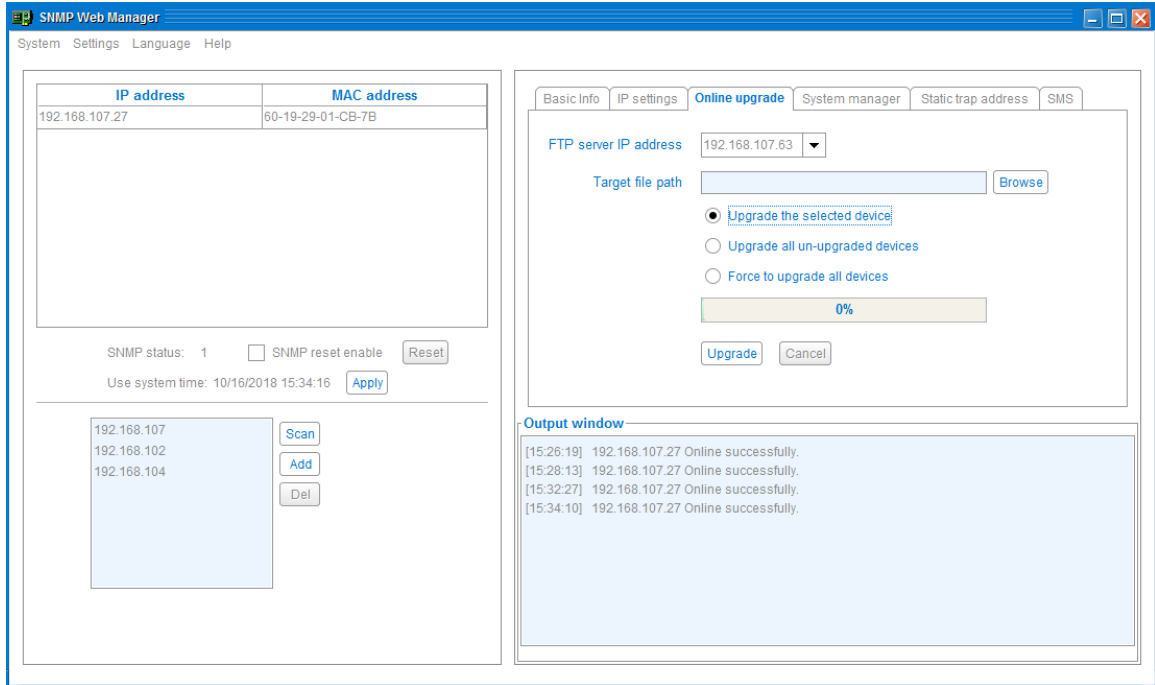 SNMP Web Manager
System Settings Language Help
IP address MAC address
192.168.107.27 60-19-29-01-CB-7B
SNMP status: 1 SNMP reset enable Reset
Use system time: 10/16/2018 15:34:16 Apply
192.168.107
192.168.102
192.168.104
Scan
Add
Del
Basic Info IP settings Online upgrade System manager Static trap address SMS
FTP server IP address 192.168.107.63
Target file path Browse
Upgrade the selected device
Upgrade all un-upgraded devices
Force to upgrade all devices
0%
Upgrade Cancel
Output window
[15:26:19] 192.168.107.27 Online successfully.
[15:28:13] 192.168.107.27 Online successfully.
[15:32:27] 192.168.107.27 Online successfully.
[15:34:10] 192.168.107.27 Online successfully.